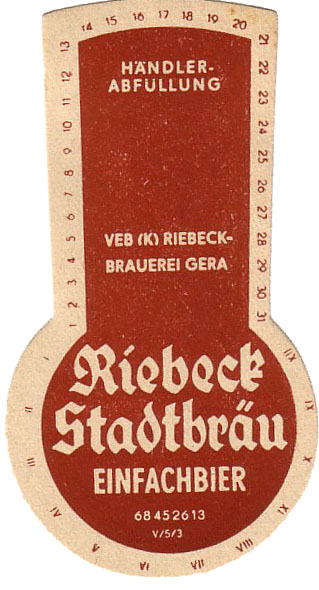 14 15 16 17 18 19 20
13
12
11
10
9
8
7
6
5
4
3
2
1
21
22
23
24
25
26
27
28
29
30
31
HÄNDLER-
ABFÜLLUNG
VEB (K) RIEBECK-
BRAUEREI GERA
Riebeck
Stadtbräu
EINFACHBIER
68452613
V/5/3
I
II
III
IV
V
VI
VII
VIII
IX
X
XI
XII